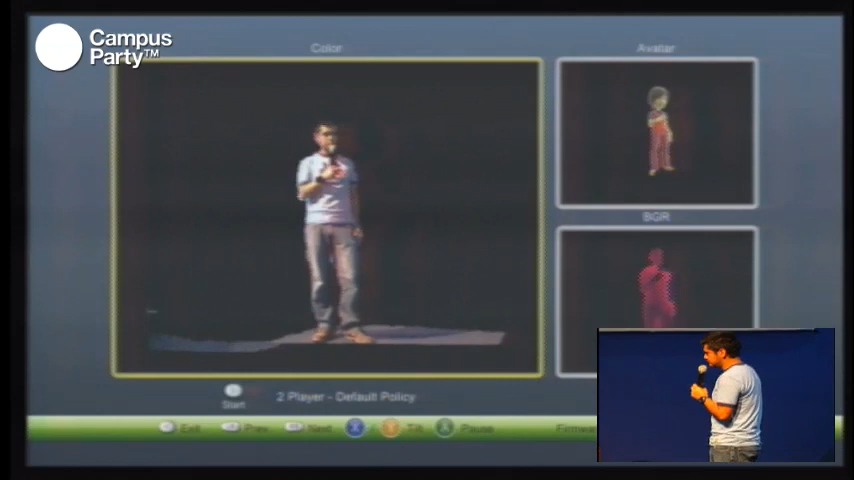 Campus
Party™
Color
Avatar
BGR
Start
2 Player - Default Policy
Exit
Prev
Next
X
Y
Tilt
Pause